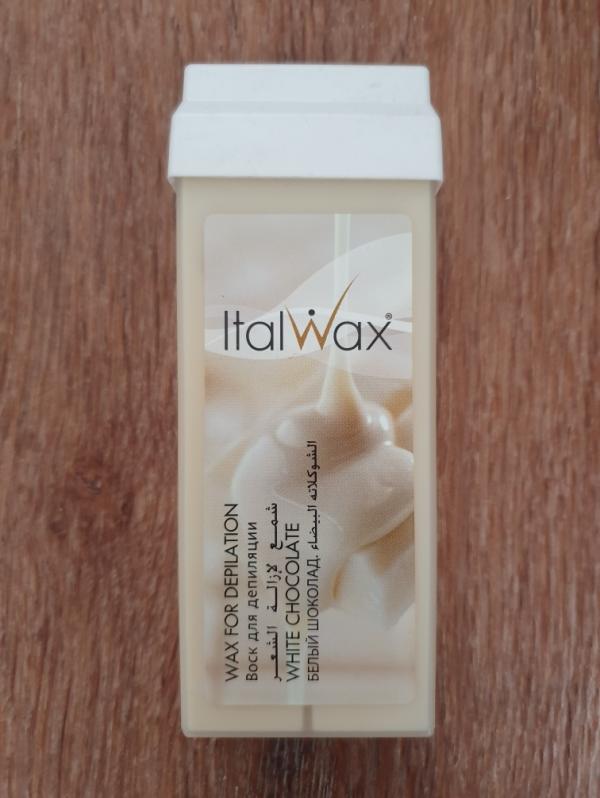 ItalWax®
WAX FOR DEPILATION
Воск для депиляции
شمع لإزالة الشعر
WHITE CHOCOLATE
БЕЛЫЙ ШОКОЛАД. الشوكلاته البيضاء